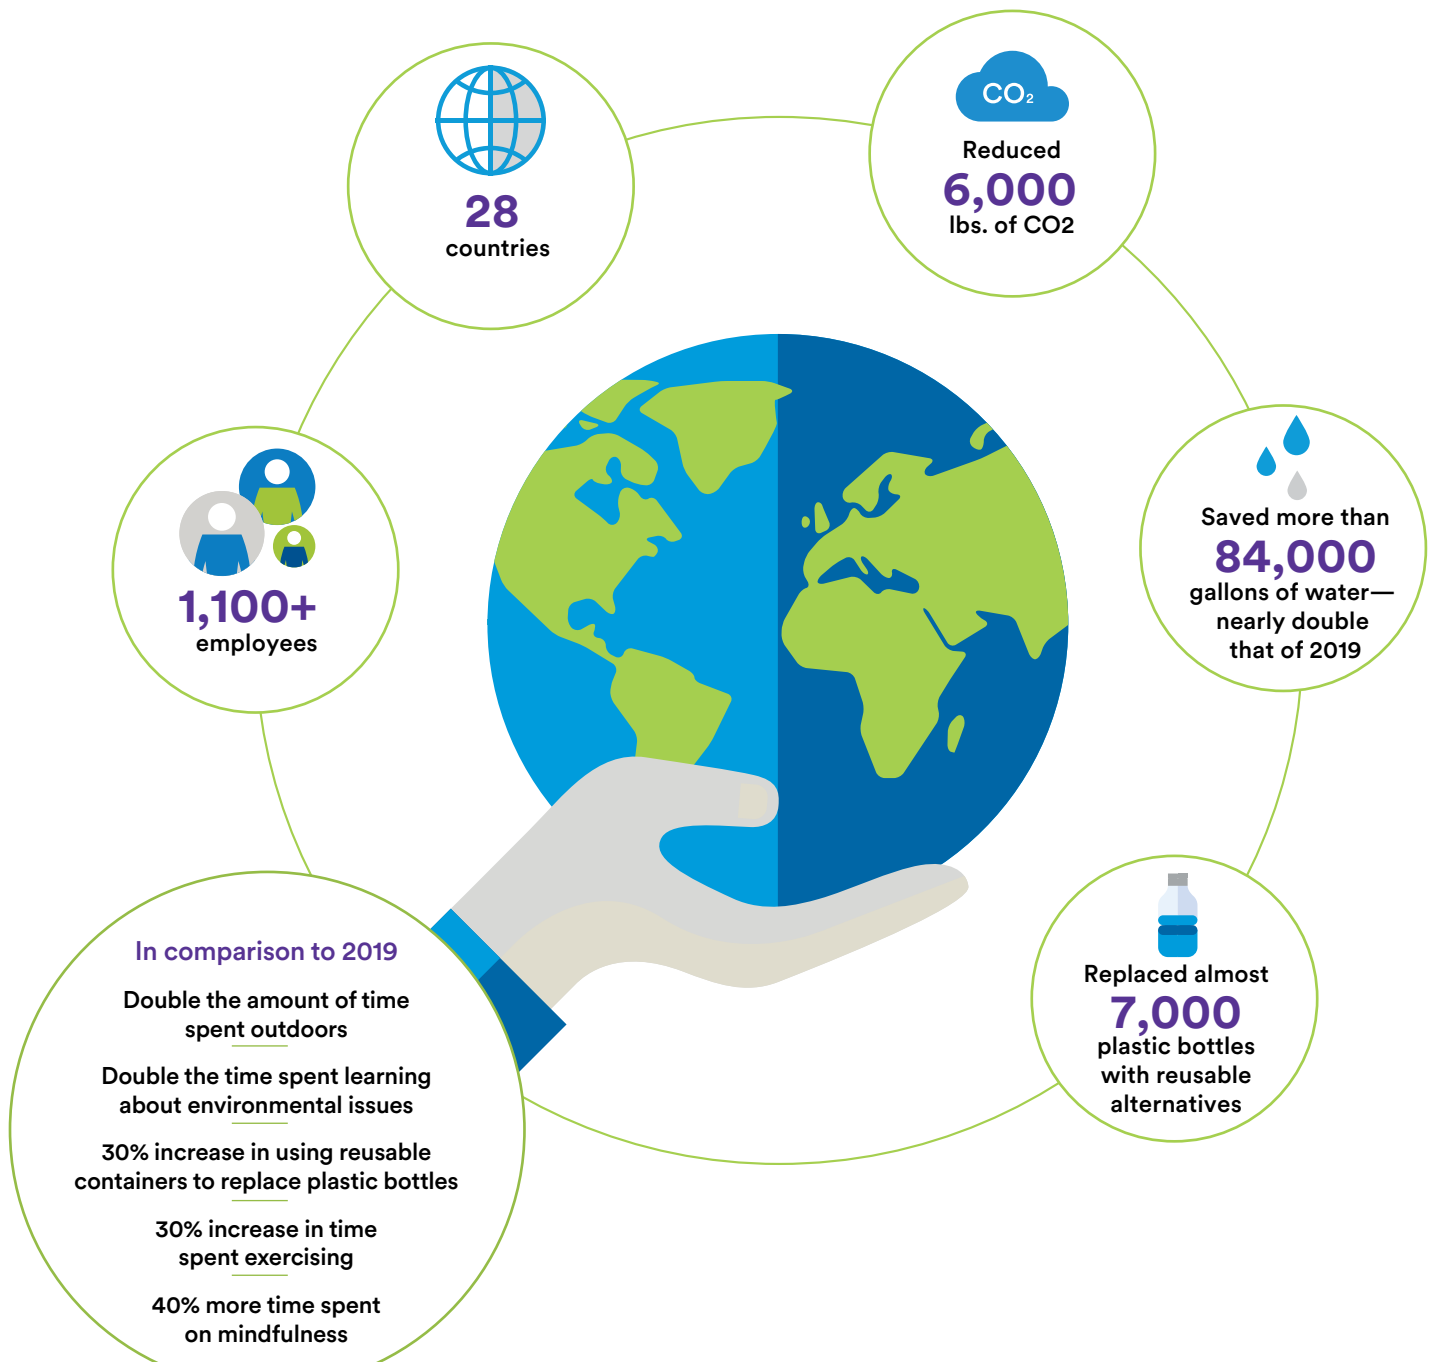 28
countries
CO₂
Reduced
6,000
lbs. of CO2
1,100+
employees
Saved more than
84,000
gallons of water—
nearly double
that of 2019
Replaced almost
7,000
plastic bottles
with reusable
alternatives
In comparison to 2019
Double the amount of time
spent outdoors
Double the time spent learning
about environmental issues
30% increase in using reusable
containers to replace plastic bottles
30% increase in time
spent exercising
40% more time spent
on mindfulness